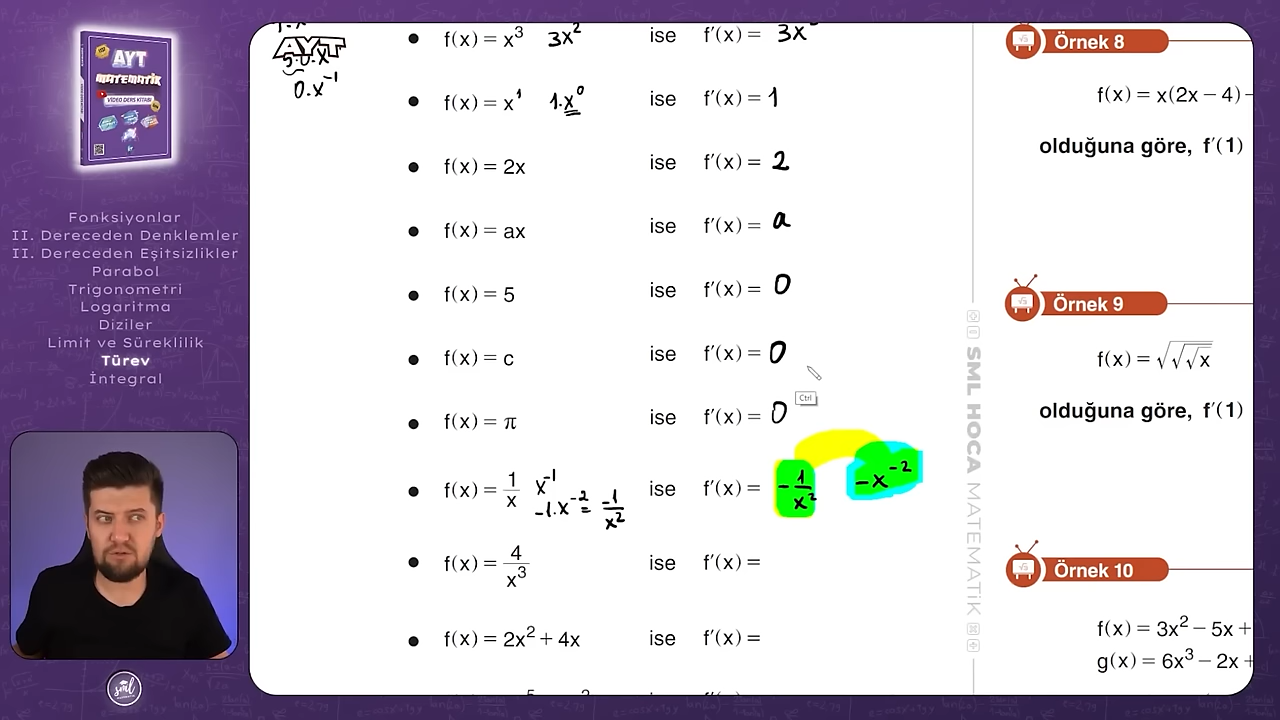 AYT
MATEMATİK
VİDEO DERS KİTABI
Fonksiyonlar
II. Dereceden Denklemler
II. Dereceden Eşitsizlikler
Parabol
Trigonometri
Logaritma
Diziler
Limit ve Süreklilik
Türev
İntegral
sml
AYT
5.0.x
0.x⁻¹
• f(x) = x³ 3x² ise f′(x) = 3x²
• f(x) = x¹ 1.x⁰ ise f′(x) = 1
• f(x) = 2x ise f′(x) = 2
• f(x) = ax ise f′(x) = a
• f(x) = 5 ise f′(x) = 0
• f(x) = c ise f′(x) = 0
Ctrl
• f(x) = π ise f′(x) = 0
• f(x) = 1/x x⁻¹ ise f′(x) = -1/x² -x⁻²
-1.x⁻² = -1/x²
• f(x) = 4/x³ ise f′(x) =
• f(x) = 2x² + 4x ise f′(x) =
SML HOCA MATEMATİK
Örnek 8
f(x) = x(2x − 4) −
olduğuna göre, f′(1)
Örnek 9
f(x) = √√√x
olduğuna göre, f′(1)
Örnek 10
f(x) = 3x² − 5x +
g(x) = 6x³ − 2x +